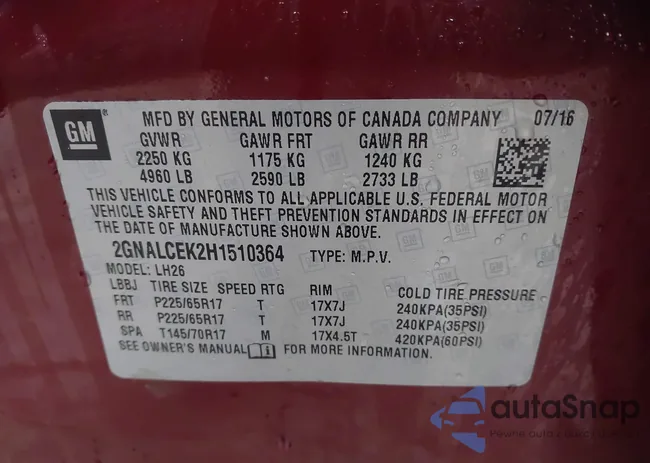 GM
MFD BY GENERAL MOTORS OF CANADA COMPANY 07/16
GVWR GAWR FRT GAWR RR
2250 KG 1175 KG 1240 KG
4960 LB 2590 LB 2733 LB
THIS VEHICLE CONFORMS TO ALL APPLICABLE U.S. FEDERAL MOTOR
VEHICLE SAFETY AND THEFT PREVENTION STANDARDS IN EFFECT ON
THE DATE OF MANUFACTURE SHOWN ABOVE.
2GNALCEK2H1510364 TYPE: M.P.V.
MODEL: LH26
LBBJ TIRE SIZE SPEED RTG RIM COLD TIRE PRESSURE
FRT P225/65R17 T 17X7J 240KPA(35PSI)
RR P225/65R17 T 17X7J 240KPA(35PSI)
SPA T145/70R17 M 17X4.5T 420KPA(60PSI)
SEE OWNER'S MANUAL FOR MORE INFORMATION.
autaSnap
Pewne auto z